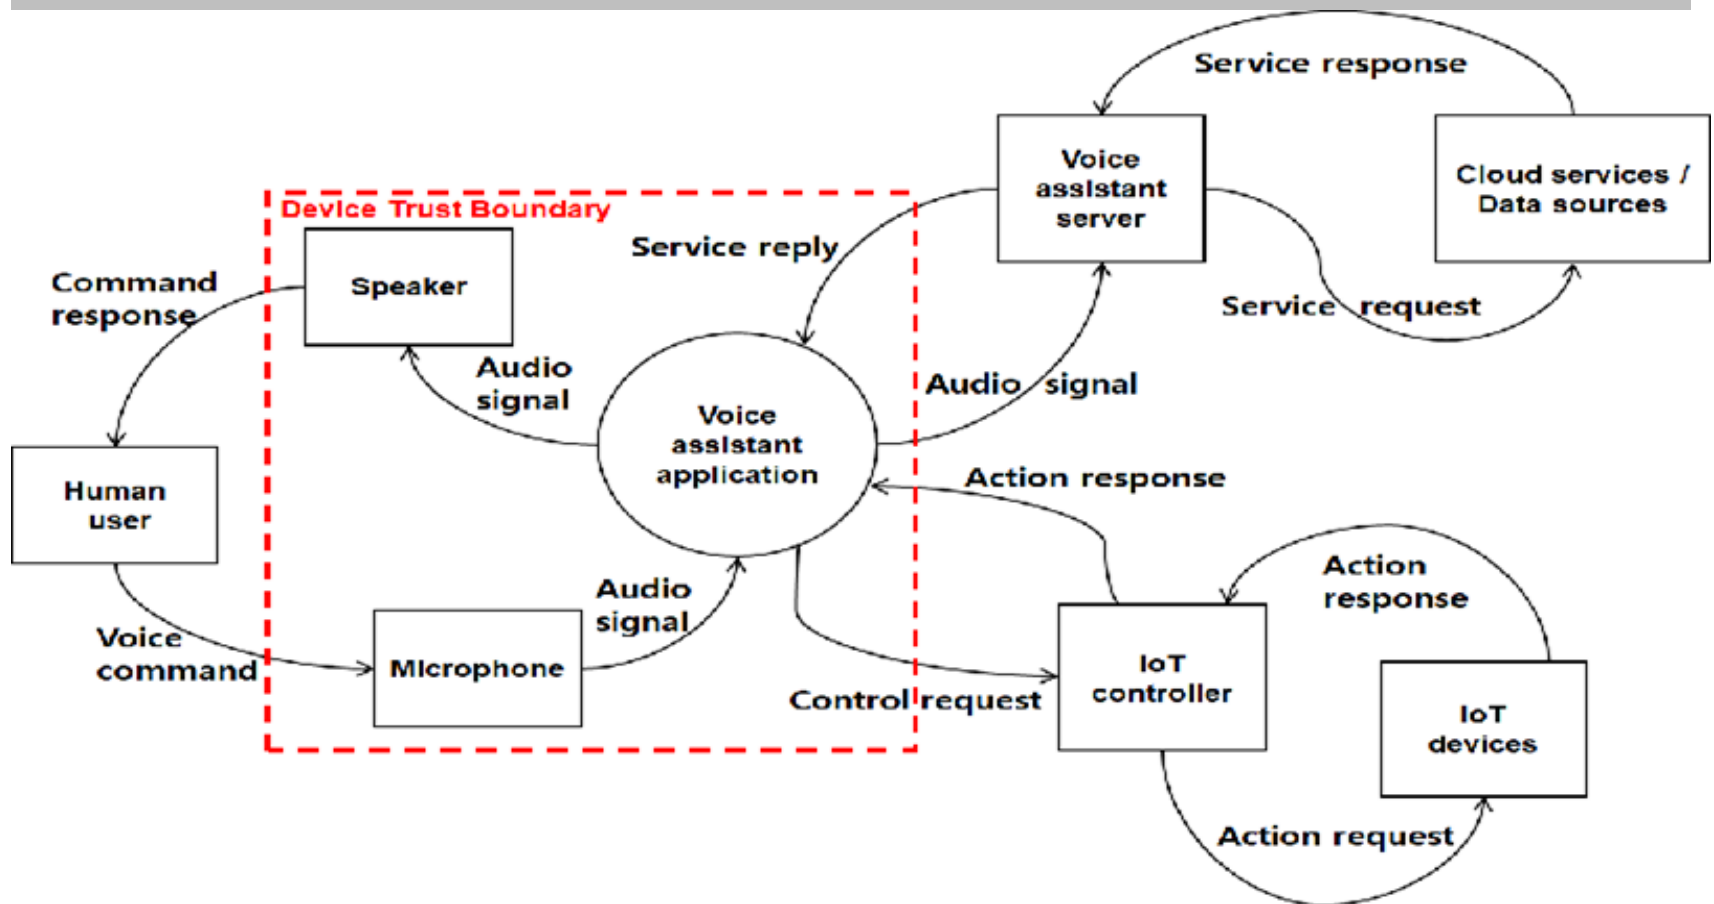 Service response
Voice
assistant
server
Cloud services /
Data sources
Device Trust Boundary
Service reply
Command
response
Speaker
Service request
Audio
signal
Audio signal
Voice
assistant
application
Action response
Human
user
Audio
signal
Action
response
Voice
command
Microphone
IoT
controller
Control request
IoT
devices
Action request